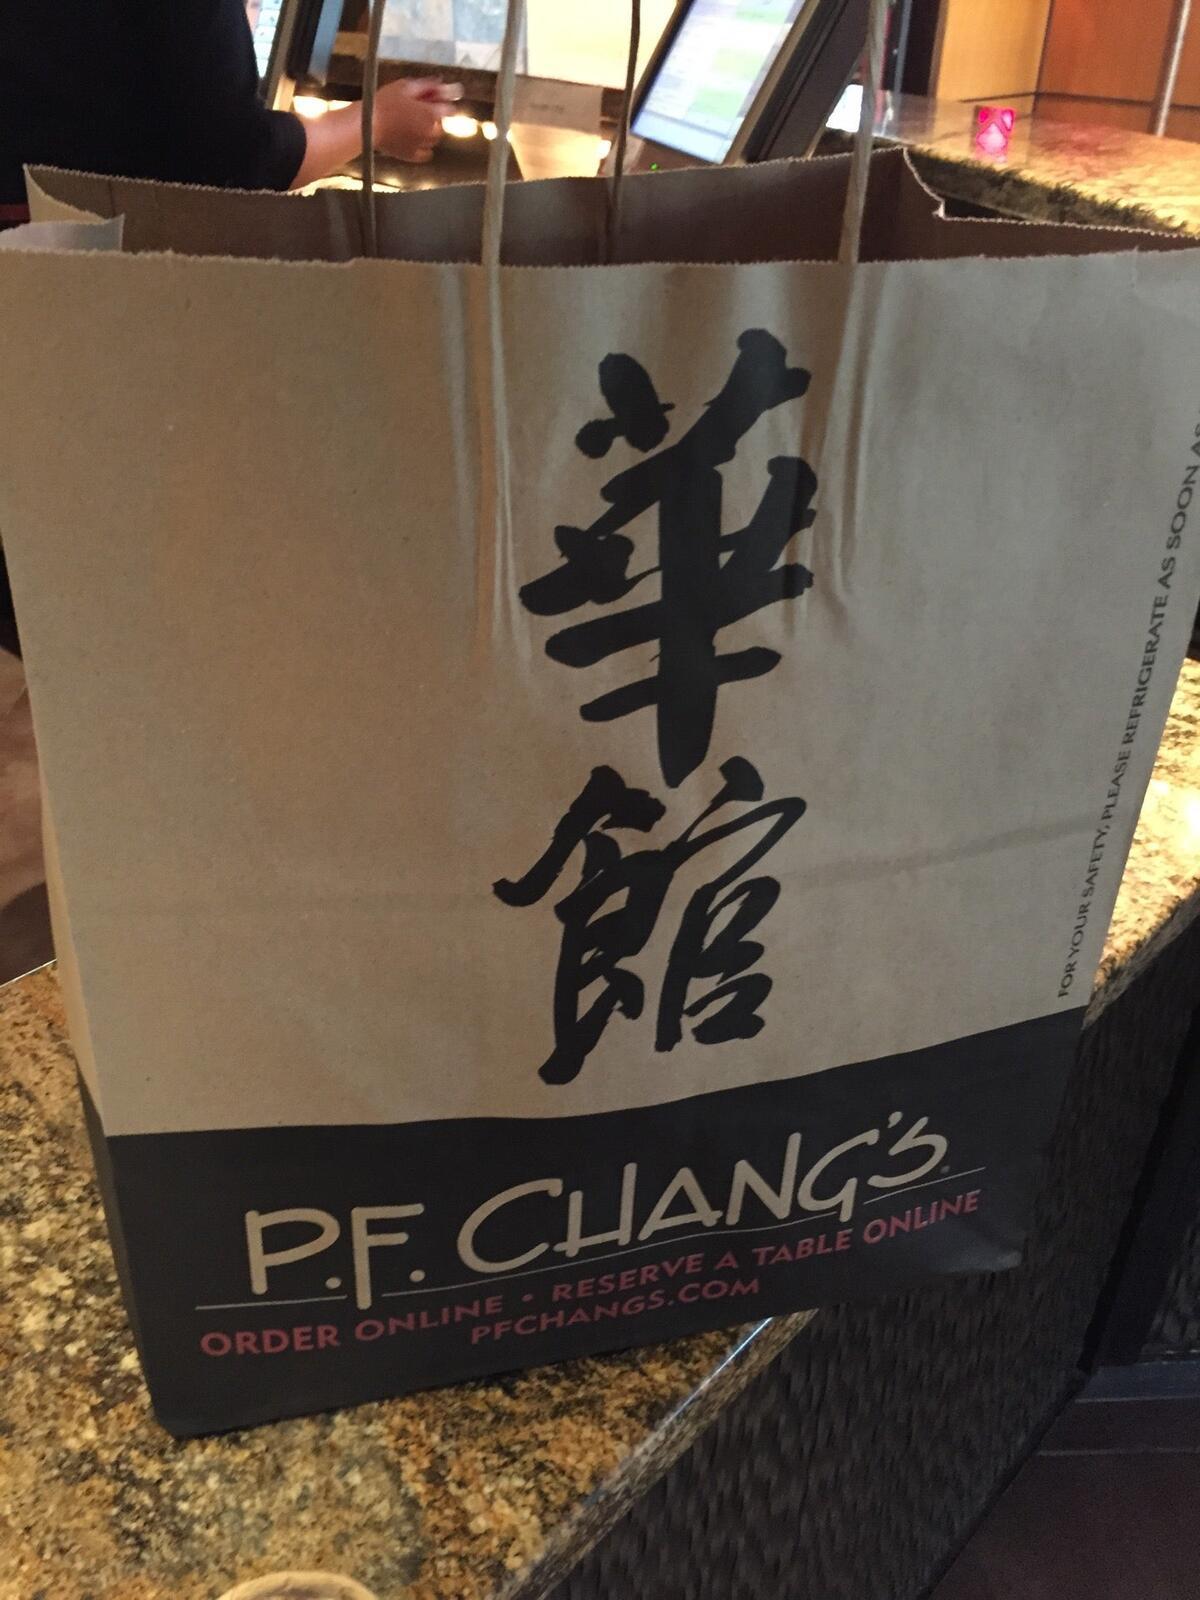 華
館
P.F. CHANG'S
ORDER ONLINE • RESERVE A TABLE ONLINE
PFCHANGS.COM
FOR YOUR SAFETY, PLEASE REFRIGERATE AS SOON AS